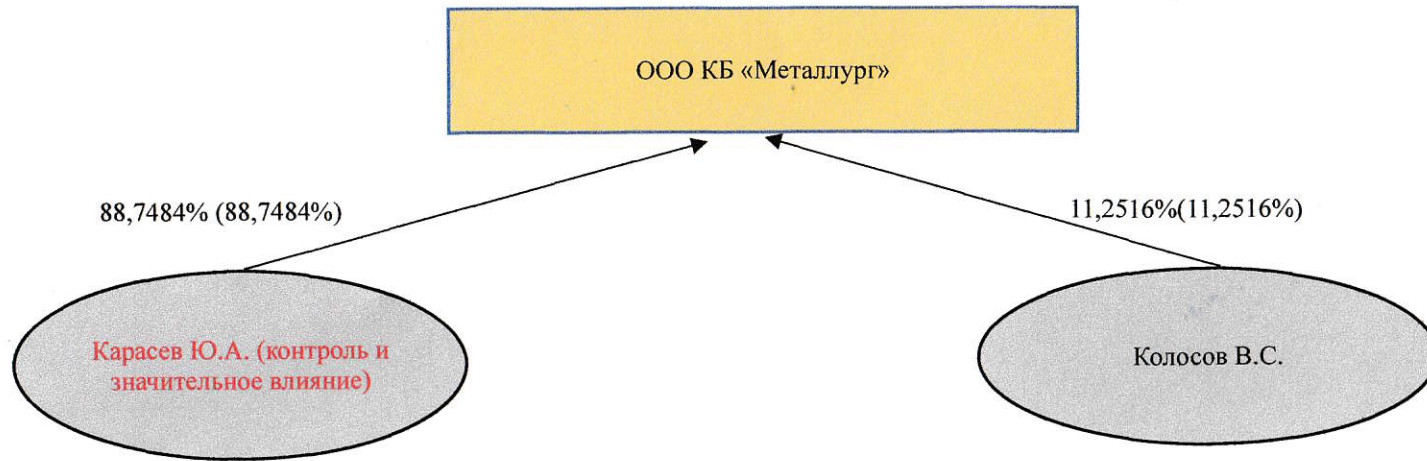 ООО КБ «Металлург»
88,7484% (88,7484%)
11,2516%(11,2516%)
Карасев Ю.А. (контроль и
значительное влияние)
Колосов В.С.